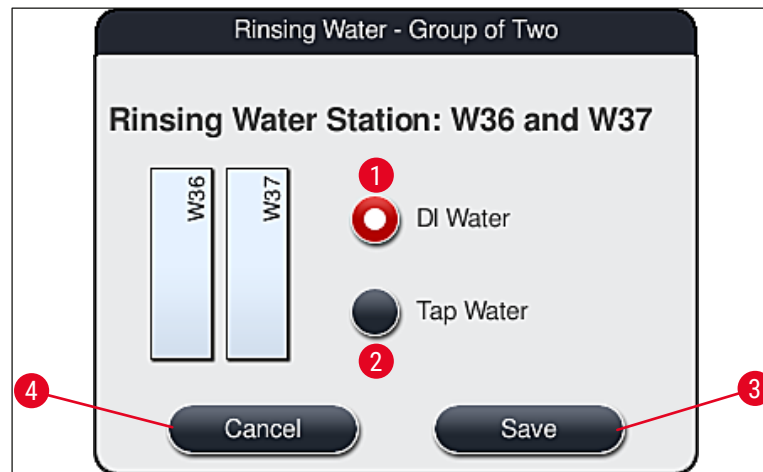 Rinsing Water - Group of Two
Rinsing Water Station: W36 and W37
W36
W37
1
DI Water
Tap Water
2
4
3
Cancel
Save